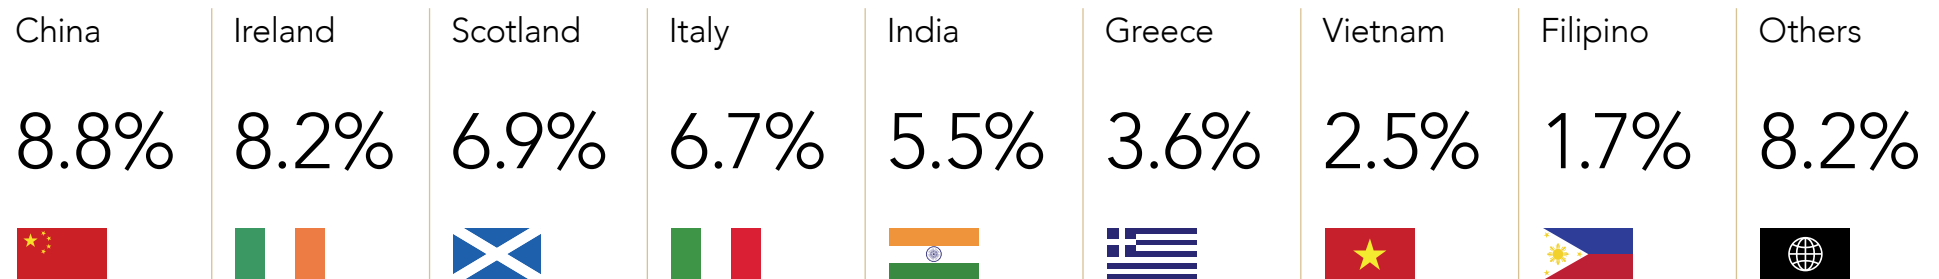 China Ireland Scotland Italy India Greece Vietnam Filipino Others
8.8% 8.2% 6.9% 6.7% 5.5% 3.6% 2.5% 1.7% 8.2%